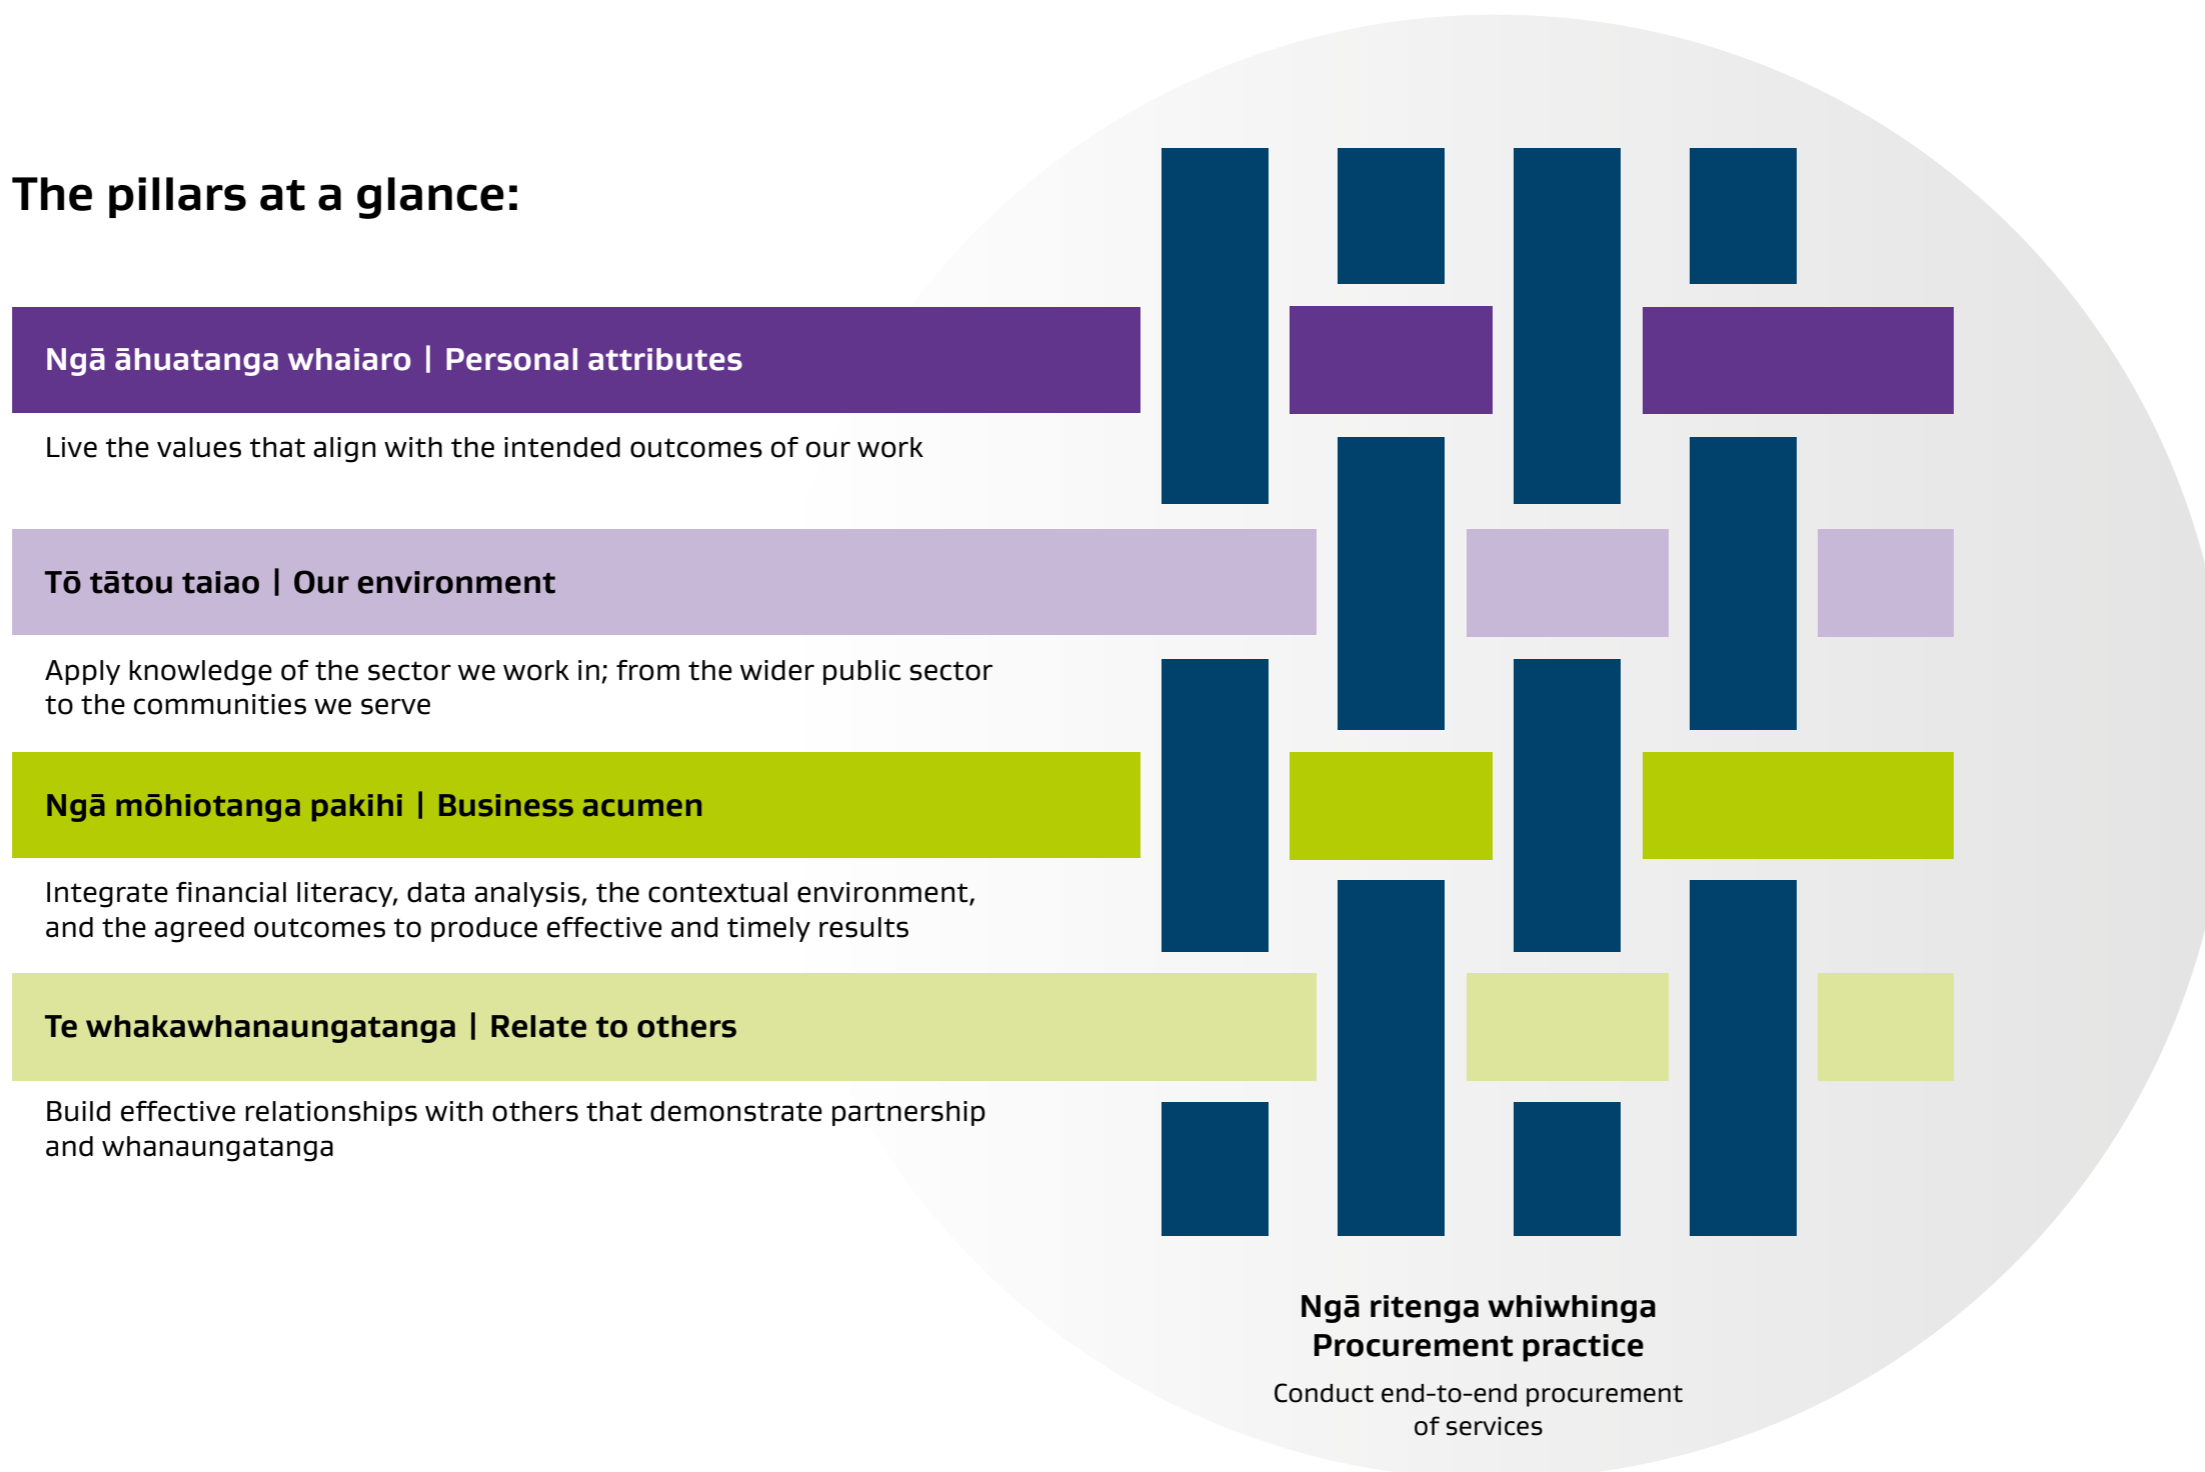 The pillars at a glance:
Ngā āhuatanga whaiaro | Personal attributes
Live the values that align with the intended outcomes of our work
Tō tātou taiao | Our environment
Apply knowledge of the sector we work in; from the wider public sector
to the communities we serve
Ngā mōhiotanga pakihi | Business acumen
Integrate financial literacy, data analysis, the contextual environment,
and the agreed outcomes to produce effective and timely results
Te whakawhanaungatanga | Relate to others
Build effective relationships with others that demonstrate partnership
and whanaungatanga
Ngā ritenga whiwhinga
Procurement practice
Conduct end-to-end procurement
of services